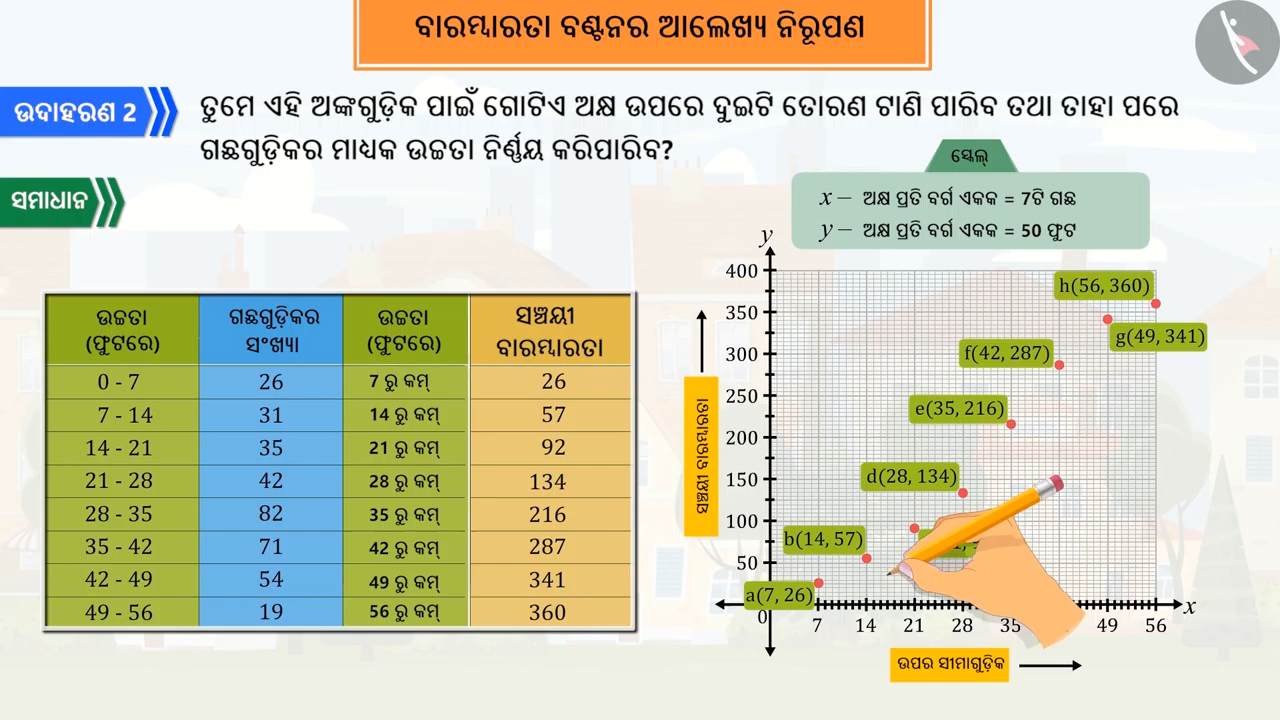 ବାରମ୍ବାରତା ବଣ୍ଟନର ଆଲେଖ୍ୟ ନିରୂପଣ
ଉଦାହରଣ 2
ତୁମେ ଏହି ଅଙ୍କଗୁଡ଼ିକ ପାଇଁ ଗୋଟିଏ ଅକ୍ଷ ଉପରେ ଦୁଇଟି ତୋରଣ ଟାଣି ପାରିବ ତଥା ତାହା ପରେ
ଗଛଗୁଡ଼ିକର ମାଧ୍ୟକ ଉଚ୍ଚତା ନିର୍ଣ୍ଣୟ କରିପାରିବ?
ସମାଧାନ
ସ୍କେଲ୍
x – ଅକ୍ଷ ପ୍ରତି ବର୍ଗ ଏକକ = 7ଟି ଗଛ
y – ଅକ୍ଷ ପ୍ରତି ବର୍ଗ ଏକକ = 50 ଫୁଟ
ଉଚ୍ଚତା (ଫୁଟରେ) ଗଛଗୁଡ଼ିକର ସଂଖ୍ୟା ଉଚ୍ଚତା (ଫୁଟରେ) ସଞ୍ଚୟୀ ବାରମ୍ବାରତା
0 - 7 26 7 ରୁ କମ୍ 26
7 - 14 31 14 ରୁ କମ୍ 57
14 - 21 35 21 ରୁ କମ୍ 92
21 - 28 42 28 ରୁ କମ୍ 134
28 - 35 82 35 ରୁ କମ୍ 216
35 - 42 71 42 ରୁ କମ୍ 287
42 - 49 54 49 ରୁ କମ୍ 341
49 - 56 19 56 ରୁ କମ୍ 360
y
400
350
300
250
200
150
100
50
0
ସଞ୍ଚୟୀ ବାରମ୍ବାରତା
h(56, 360)
g(49, 341)
f(42, 287)
e(35, 216)
d(28, 134)
b(14, 57)
a(7, 26)
7 14 21 28 35 49 56 x
ଉପର ସୀମାଗୁଡ଼ିକ